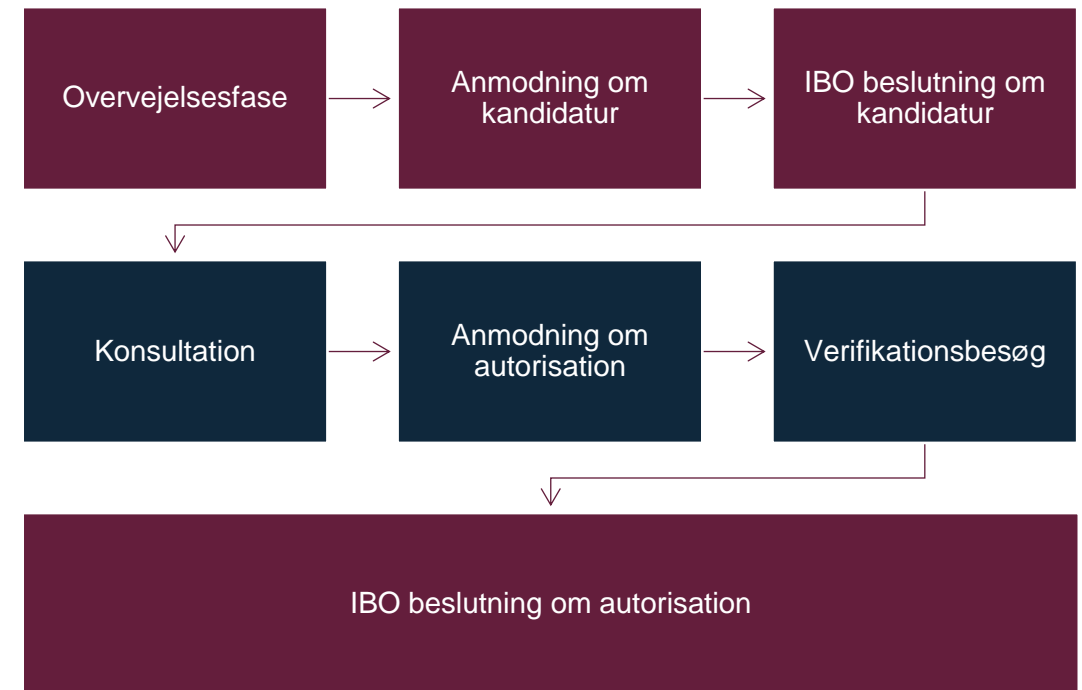 Overvejelsesfase
Anmodning om
kandidatur
IBO beslutning om
kandidatur
Konsultation
Anmodning om
autorisation
Verifikationsbesøg
IBO beslutning om autorisation